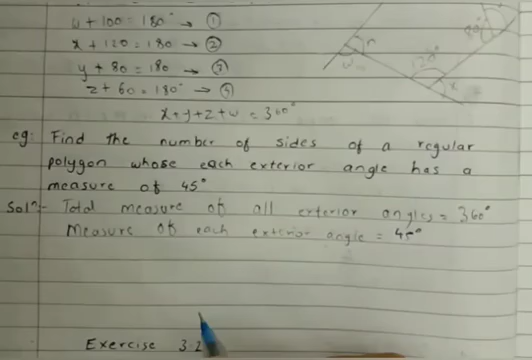 w + 100 = 180° → ①
x + 120 = 180 → ②
y + 80 = 180 → ③
z + 60 = 180° → ④
x + y + z + w = 360°
eg: Find the number of sides of a regular
polygon whose each exterior angle has a
measure of 45°
Sol^n:- Total measure of all exterior angles = 360°
Measure of each exterior angle = 45°
Exercise 3.2
120°
x
w